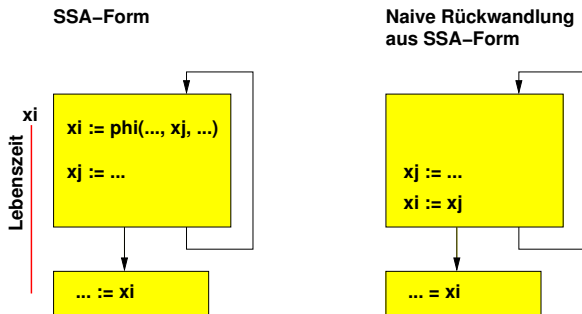 SSA–Form
xi
Lebenszeit
xi := phi(..., xj, ...)
xj := ...
... := xi
Naive Rückwandlung
aus SSA–Form
xj := ...
xi := xj
... = xi